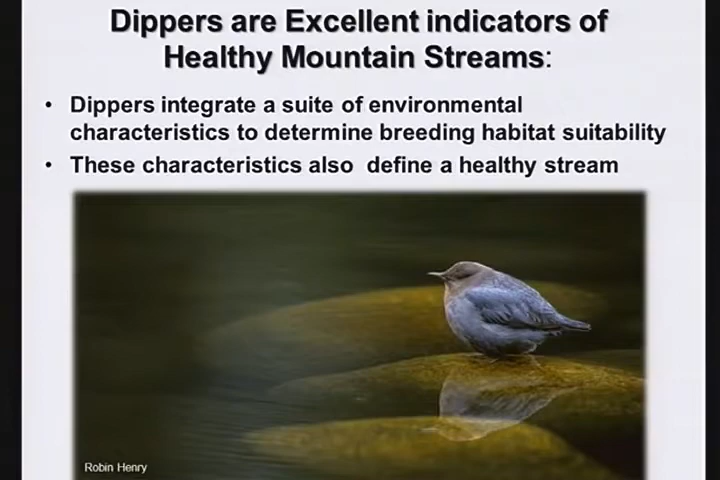 Dippers are Excellent indicators of
Healthy Mountain Streams:
• Dippers integrate a suite of environmental
characteristics to determine breeding habitat suitability
• These characteristics also define a healthy stream
Robin Henry